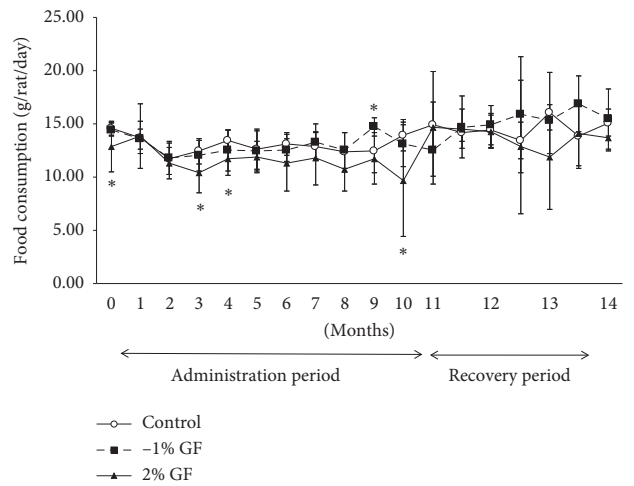 Food consumption (g/rat/day)
25.00
20.00
15.00
10.00
5.00
0.00
*
*
*
*
*
0 1 2 3 4 5 6 7 8 9 10 11 12 13 14
(Months)
Administration period
Recovery period
Control
–1% GF
2% GF